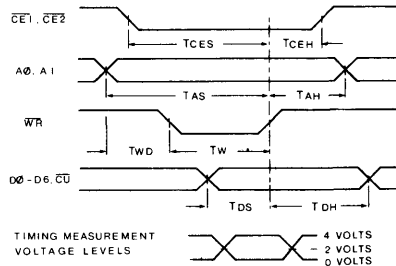 CE1, CE2
TCES
TCEH
AØ, A1
TAS
TAH
WR
TWD
TW
DØ-D6, CU
TDS
TDH
TIMING MEASUREMENT
VOLTAGE LEVELS
4 VOLTS
2 VOLTS
0 VOLTS